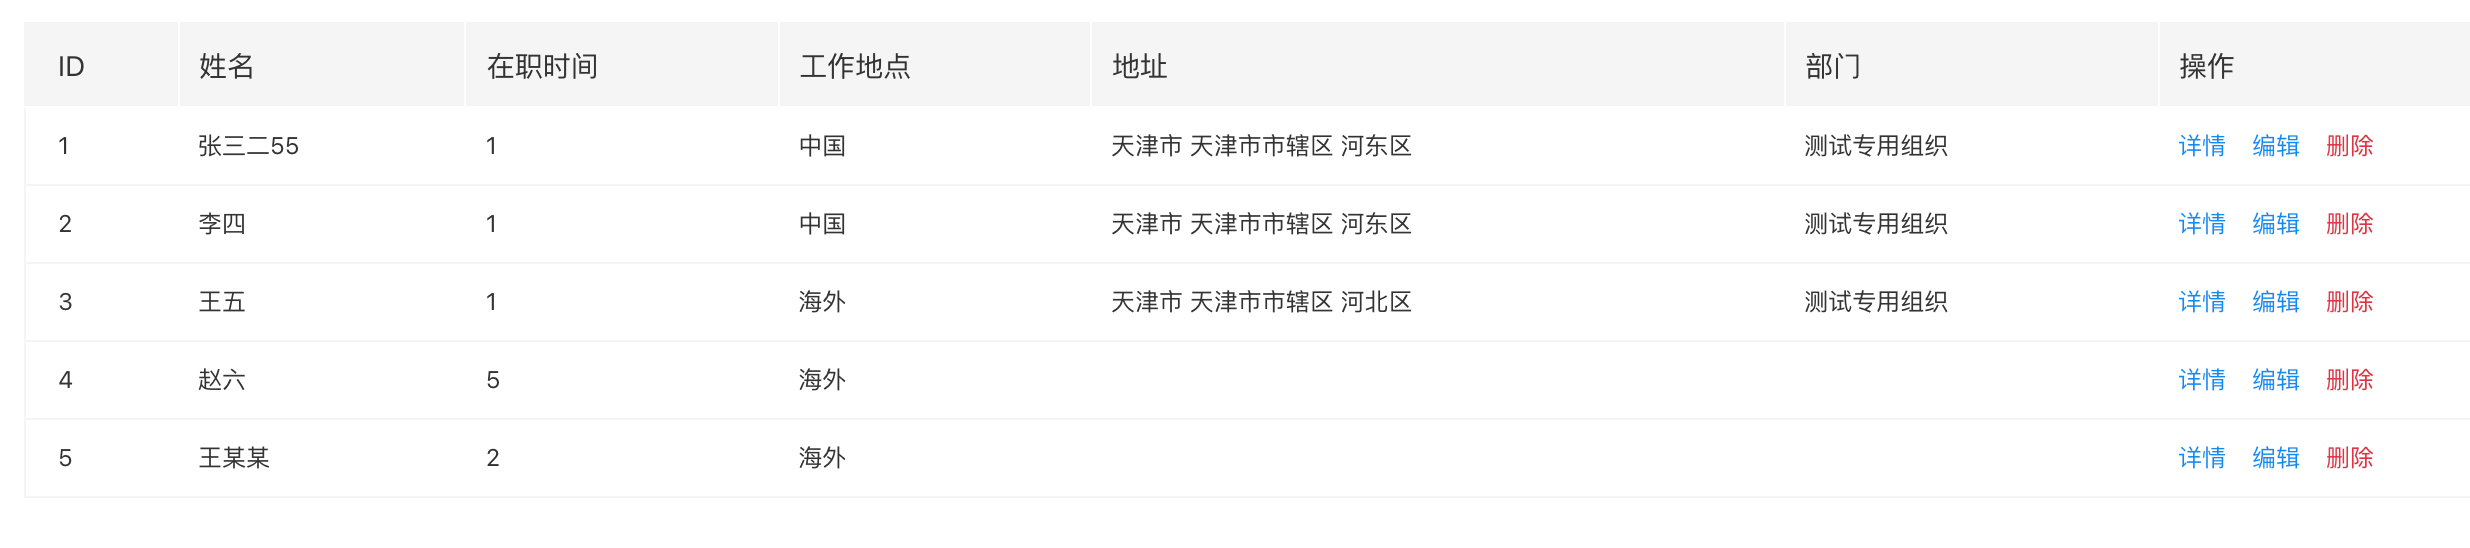 ID 姓名 在职时间 工作地点 地址 部门 操作
1 张三二55 1 中国 天津市 天津市市辖区 河东区 测试专用组织 详情 编辑 删除
2 李四 1 中国 天津市 天津市市辖区 河东区 测试专用组织 详情 编辑 删除
3 王五 1 海外 天津市 天津市市辖区 河北区 测试专用组织 详情 编辑 删除
4 赵六 5 海外 详情 编辑 删除
5 王某某 2 海外 详情 编辑 删除